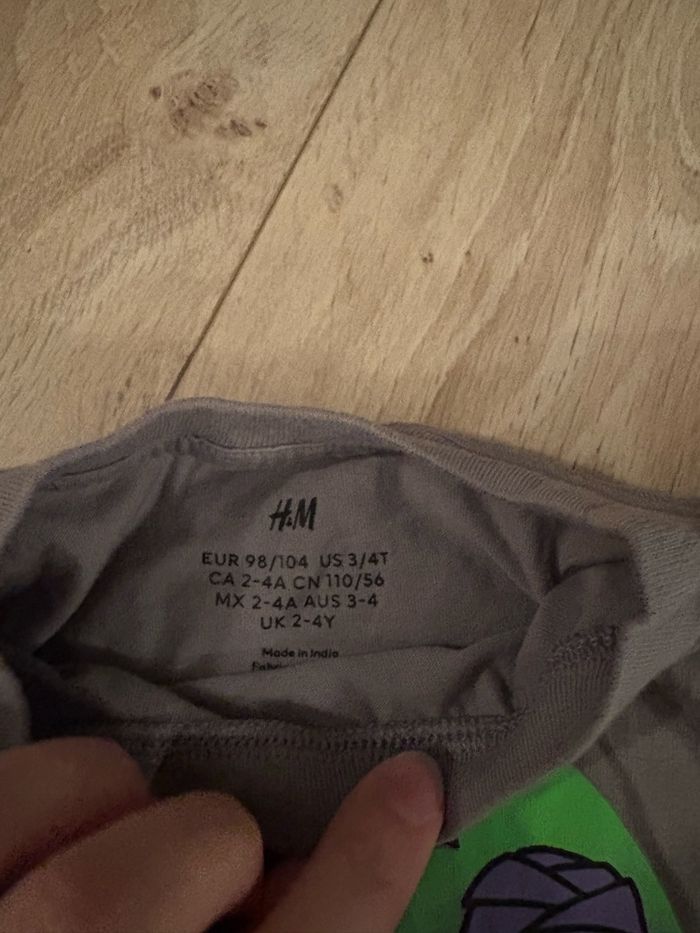 H&M
EUR 98/104 US 3/4T
CA 2-4A CN 110/56
MX 2-4A AUS 3-4
UK 2-4Y
Made in India